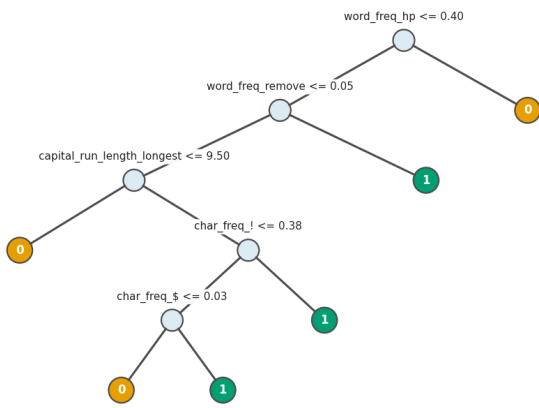 word_freq_hp <= 0.40
word_freq_remove <= 0.05
0
capital_run_length_longest <= 9.50
1
char_freq_! <= 0.38
0
char_freq_$ <= 0.03
1
0
1